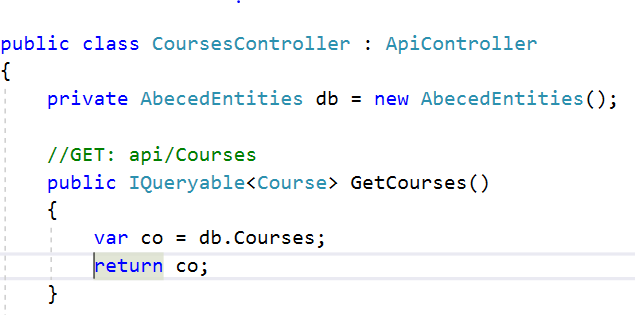 public class CoursesController : ApiController
{
    private AbecedEntities db = new AbecedEntities();
    //GET: api/Courses
    public IQueryable<Course> GetCourses()
    {
        var co = db.Courses;
        return co;
    }